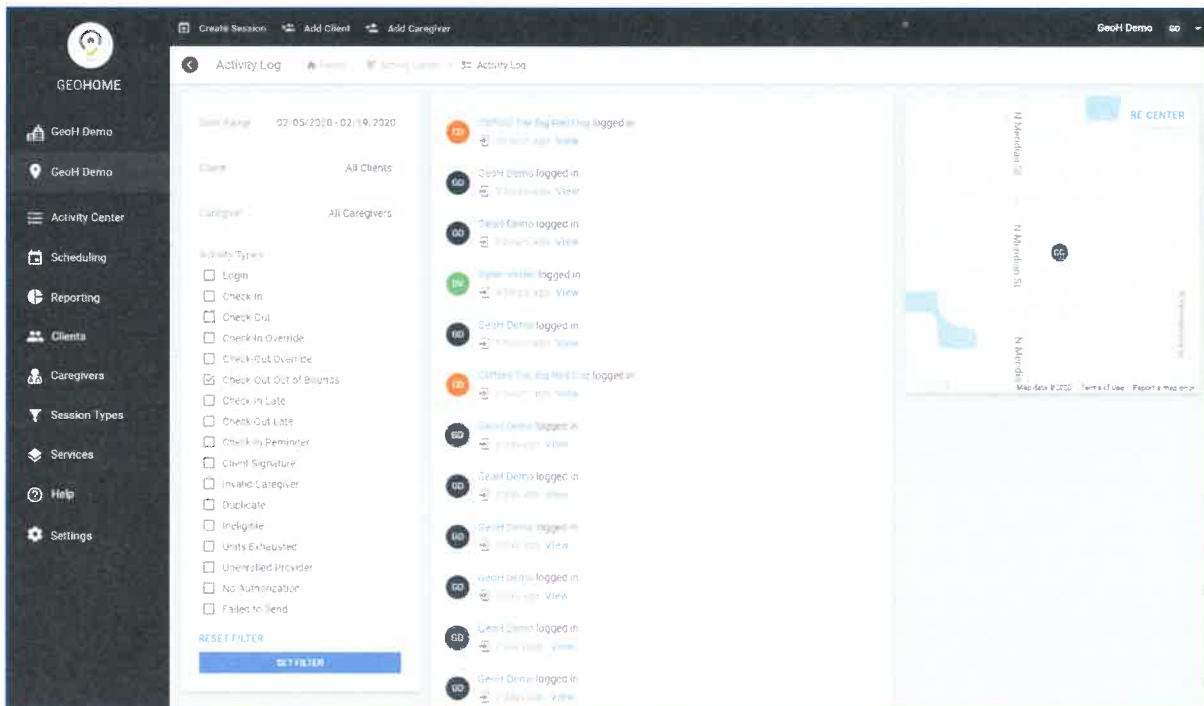 Create Session Add Client Add Caregiver
GeoH Demo GD
GEOHOME
Activity Log Activity Log
GeoH Demo
GeoH Demo
Activity Center
Scheduling
Reporting
Clients
Caregivers
Session Types
Services
Help
Settings
Date Range 02/05/2020 - 02/19/2020
Client All Clients
Caregiver All Caregivers
Activity Types
Login
Check In
Check Out
Check-In Override
Check-Out Override
Check Out Out of Bounds
Check-In Late
Check-Out Late
Check-In Reminder
Client Signature
Invalid Caregiver
Duplicate
Ineligible
Units Exhausted
Unenrolled Provider
No Authorization
Failed to Send
RESET FILTER
SET FILTER
Clifford The Big Red Dog logged in
View
GD GeoH Demo logged in
View
GD GeoH Demo logged in
View
logged in
View
GD GeoH Demo logged in
View
Clifford The Big Red Dog logged in
View
GD GeoH Demo logged in
View
GD GeoH Demo logged in
View
GD GeoH Demo logged in
View
GD GeoH Demo logged in
View
GD GeoH Demo logged in
View
GD GeoH Demo logged in
View
RE CENTER
N Meridian St
N Meridian St
N Meridian
Map data ©2020 Terms of Use Report a map error